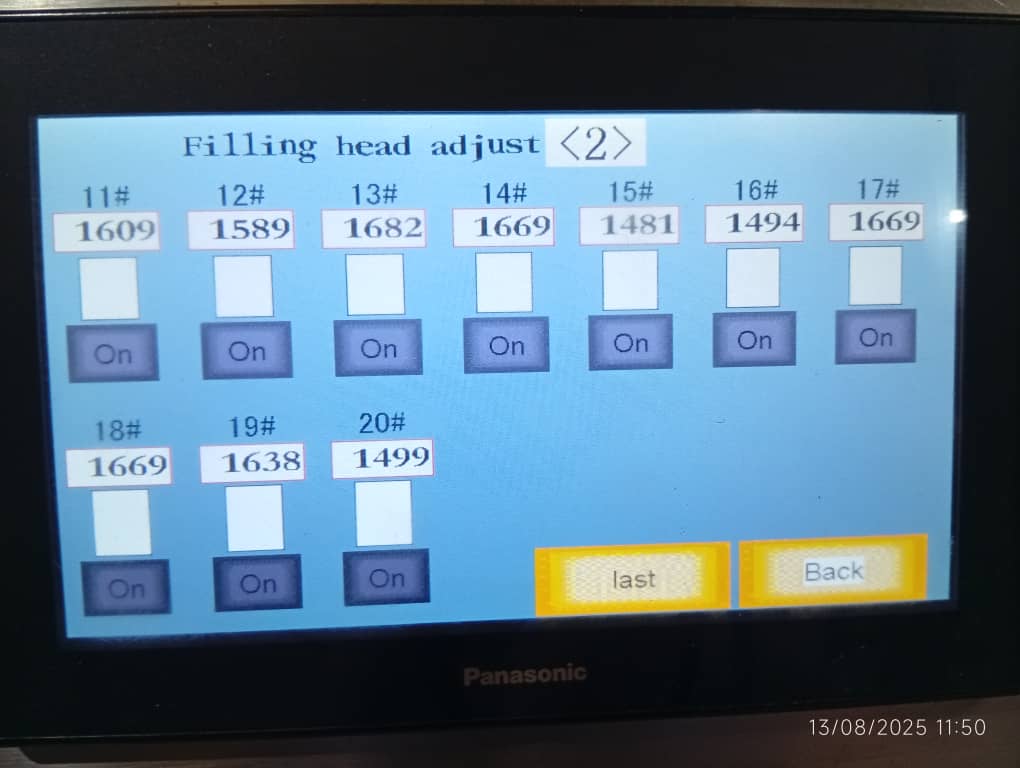 Filling head adjust <2>
11# 12# 13# 14# 15# 16# 17#
1609 1589 1682 1669 1481 1494 1669
On On On On On On On
18# 19# 20#
1669 1638 1499
On On On
last Back
Panasonic
13/08/2025 11:50